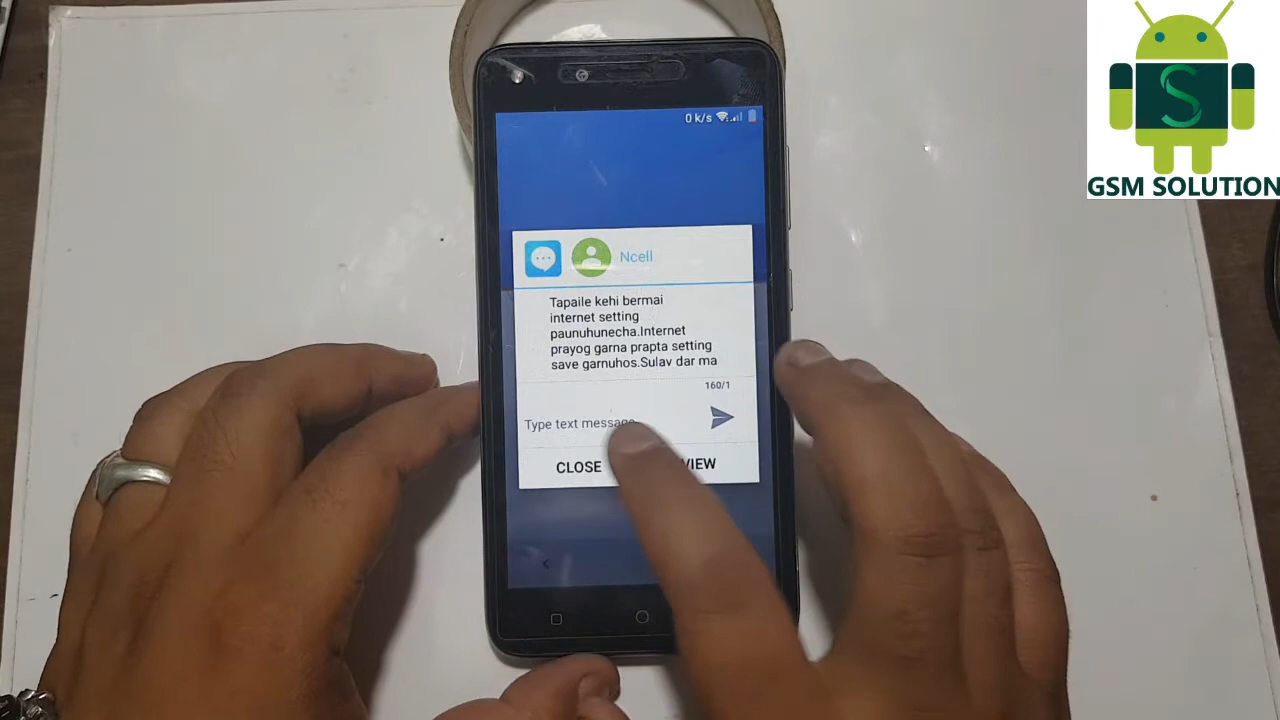 GSM SOLUTION
0 k/s
Ncell
Tapaile kehi bermai
internet setting
paunuhunecha.Internet
prayog garna prapta setting
save garnuhos.Sulav dar ma
160/1
Type text message
CLOSE VIEW